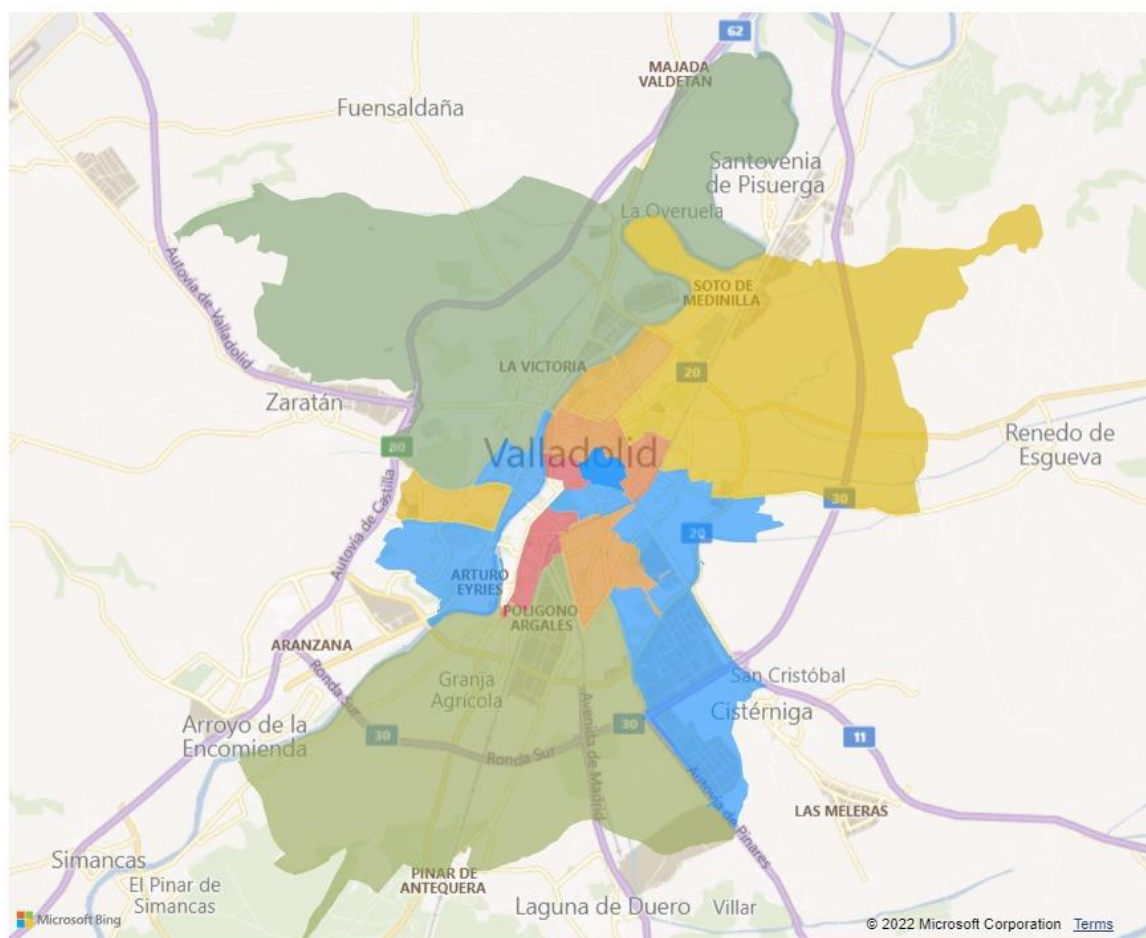 62
MAJADA
VALDETÁN
Fuensaldaña
Santovenia
de Pisuerga
La Overuela
SOTO DE
MEDINILLA
Autovía de Valladolid
LA VICTORIA
20
Zaratán
80
Valladolid
Renedo de
Esgueva
30
Autovía de Castilla
20
ARTURO
EYRIES
POLÍGONO
ARGALES
ARANZANA
Ronda Sur
Granja
Agrícola
San Cristóbal
Cistérniga
Arroyo de la
Encomienda
30
Ronda Sur
Avenida de Madrid
30
11
Autovía de Pinares
LAS MELERAS
Simancas
El Pinar de
Simancas
PINAR DE
ANTEQUERA
Laguna de Duero
Villar
Microsoft Bing
© 2022 Microsoft Corporation Terms